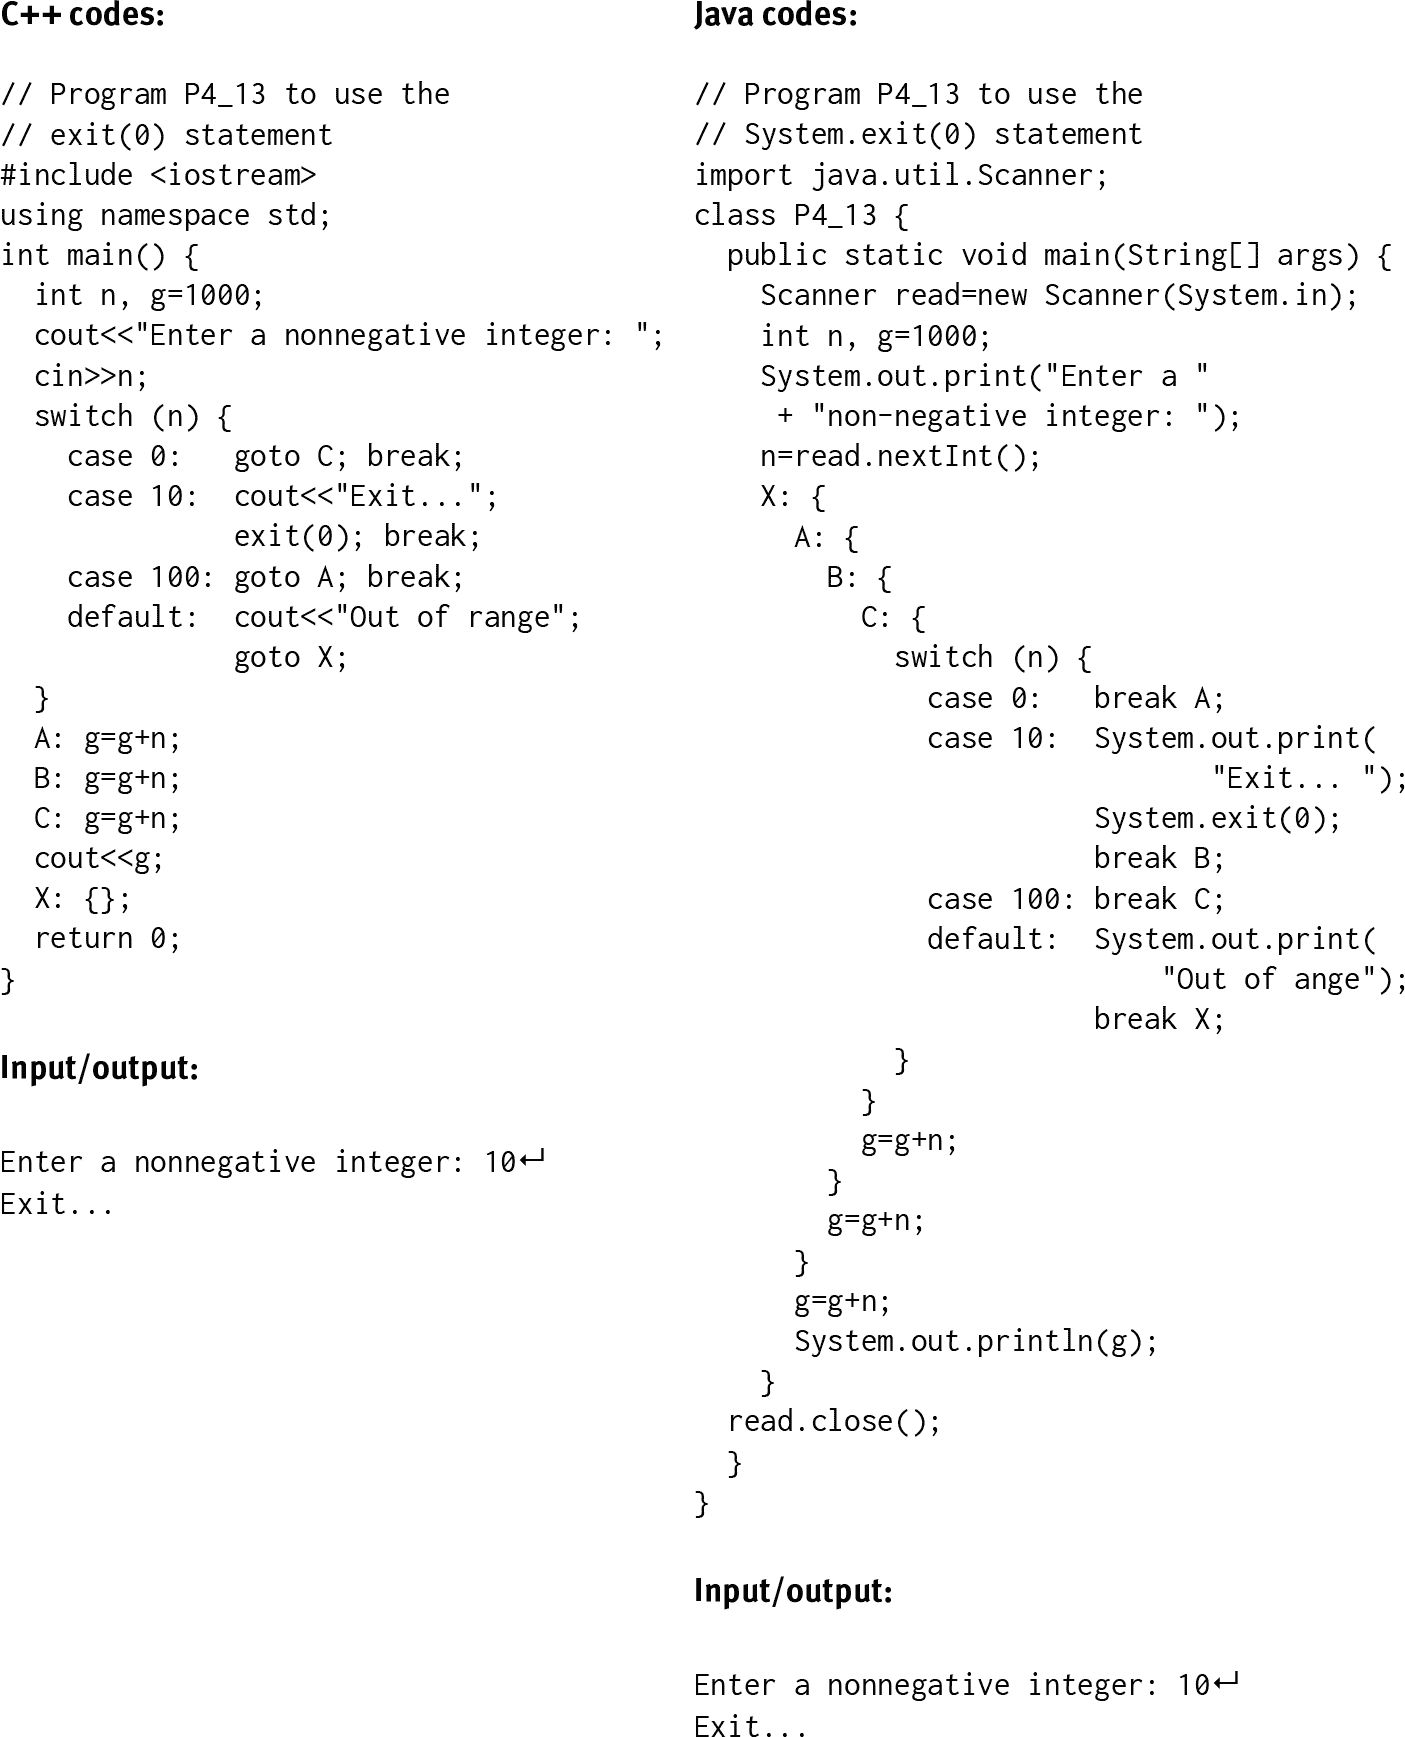 C++ codes:
// Program P4_13 to use the
// exit(0) statement
#include <iostream>
using namespace std;
int main() {
  int n, g=1000;
  cout<<"Enter a nonnegative integer: ";
  cin>>n;
  switch (n) {
    case 0:   goto C; break;
    case 10:  cout<<"Exit...";
              exit(0); break;
    case 100: goto A; break;
    default:  cout<<"Out of range";
              goto X;
  }
  A: g=g+n;
  B: g=g+n;
  C: g=g+n;
  cout<<g;
  X: {};
  return 0;
}
Input/output:
Enter a nonnegative integer: 10↵
Exit...
Java codes:
// Program P4_13 to use the
// System.exit(0) statement
import java.util.Scanner;
class P4_13 {
  public static void main(String[] args) {
    Scanner read=new Scanner(System.in);
    int n, g=1000;
    System.out.print("Enter a "
     + "non-negative integer: ");
    n=read.nextInt();
    X: {
      A: {
        B: {
          C: {
            switch (n) {
              case 0:   break A;
              case 10:  System.out.print(
                               "Exit... ");
                        System.exit(0);
                        break B;
              case 100: break C;
              default:  System.out.print(
                            "Out of ange");
                        break X;
            }
          }
          g=g+n;
        }
        g=g+n;
      }
      g=g+n;
      System.out.println(g);
    }
  read.close();
  }
}
Input/output:
Enter a nonnegative integer: 10↵
Exit...